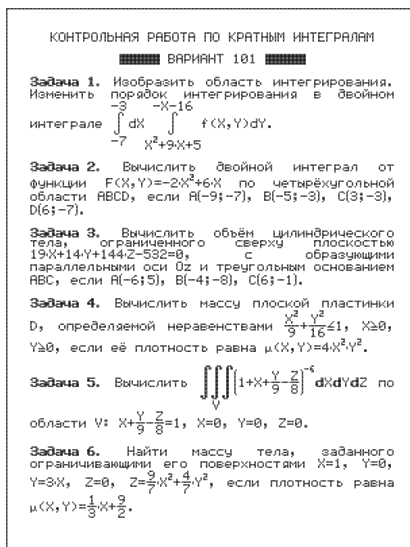 КОНТРОЛЬНАЯ РАБОТА ПО КРАТНЫМ ИНТЕГРАЛАМ
ВАРИАНТ 101
Задача 1. Изобразить область интегрирования.
Изменить порядок интегрирования в двойном
-3 -X-16
интеграле ∫ dX ∫ f(X,Y)dY.
-7 X²+9·X+5
Задача 2. Вычислить двойной интеграл от
функции F(X,Y)=-2·X²+6·X по четырёхугольной
области ABCD, если A(-9;-7), B(-5;-3), C(3;-3),
D(6;-7).
Задача 3. Вычислить объём цилиндрического
тела, ограниченного сверху плоскостью
19·X+14·Y+144·Z-532=0, с образующими
параллельными оси Oz и треугольным основанием
ABC, если A(-6;5), B(-4;-8), C(6;-1).
Задача 4. Вычислить массу плоской пластинки
D, определяемой неравенствами X²/9+Y²/16≤1, X≥0,
Y≥0, если её плотность равна μ(X,Y)=4·X²·Y².
Задача 5. Вычислить ∫∫∫(1+X+Y/9-Z/8)⁻⁶dXdYdZ по
V
области V: X+Y/9-Z/8=1, X=0, Y=0, Z=0.
Задача 6. Найти массу тела, заданного
ограничивающими его поверхностями X=1, Y=0,
Y=3·X, Z=0, Z=9/7·X²+4/7·Y², если плотность равна
μ(X,Y)=1/3·X+9/2.